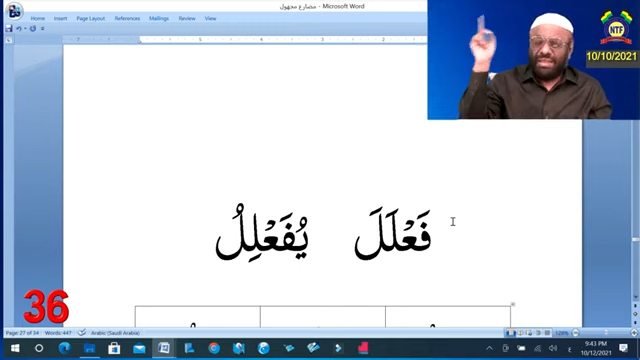 مضارع مجهول - Microsoft Word
Home Insert Page Layout References Mailings Review View
NTF
10/10/2021
فَعْلَلَ يُفَعْلِلُ
36
Page: 27 of 34 Words: 447 Arabic (Saudi Arabia) 120%
9:43 PM
10/12/2021